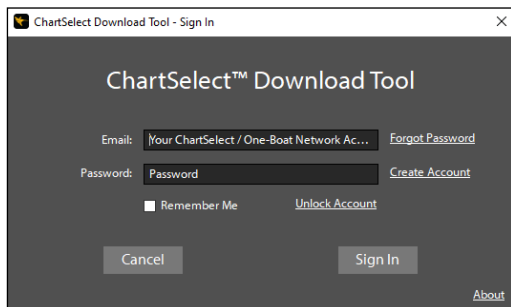 ChartSelect Download Tool - Sign In
ChartSelect™ Download Tool
Email: Your ChartSelect / One-Boat Network Ac... Forgot Password
Password: Password Create Account
Remember Me Unlock Account
Cancel Sign In
About